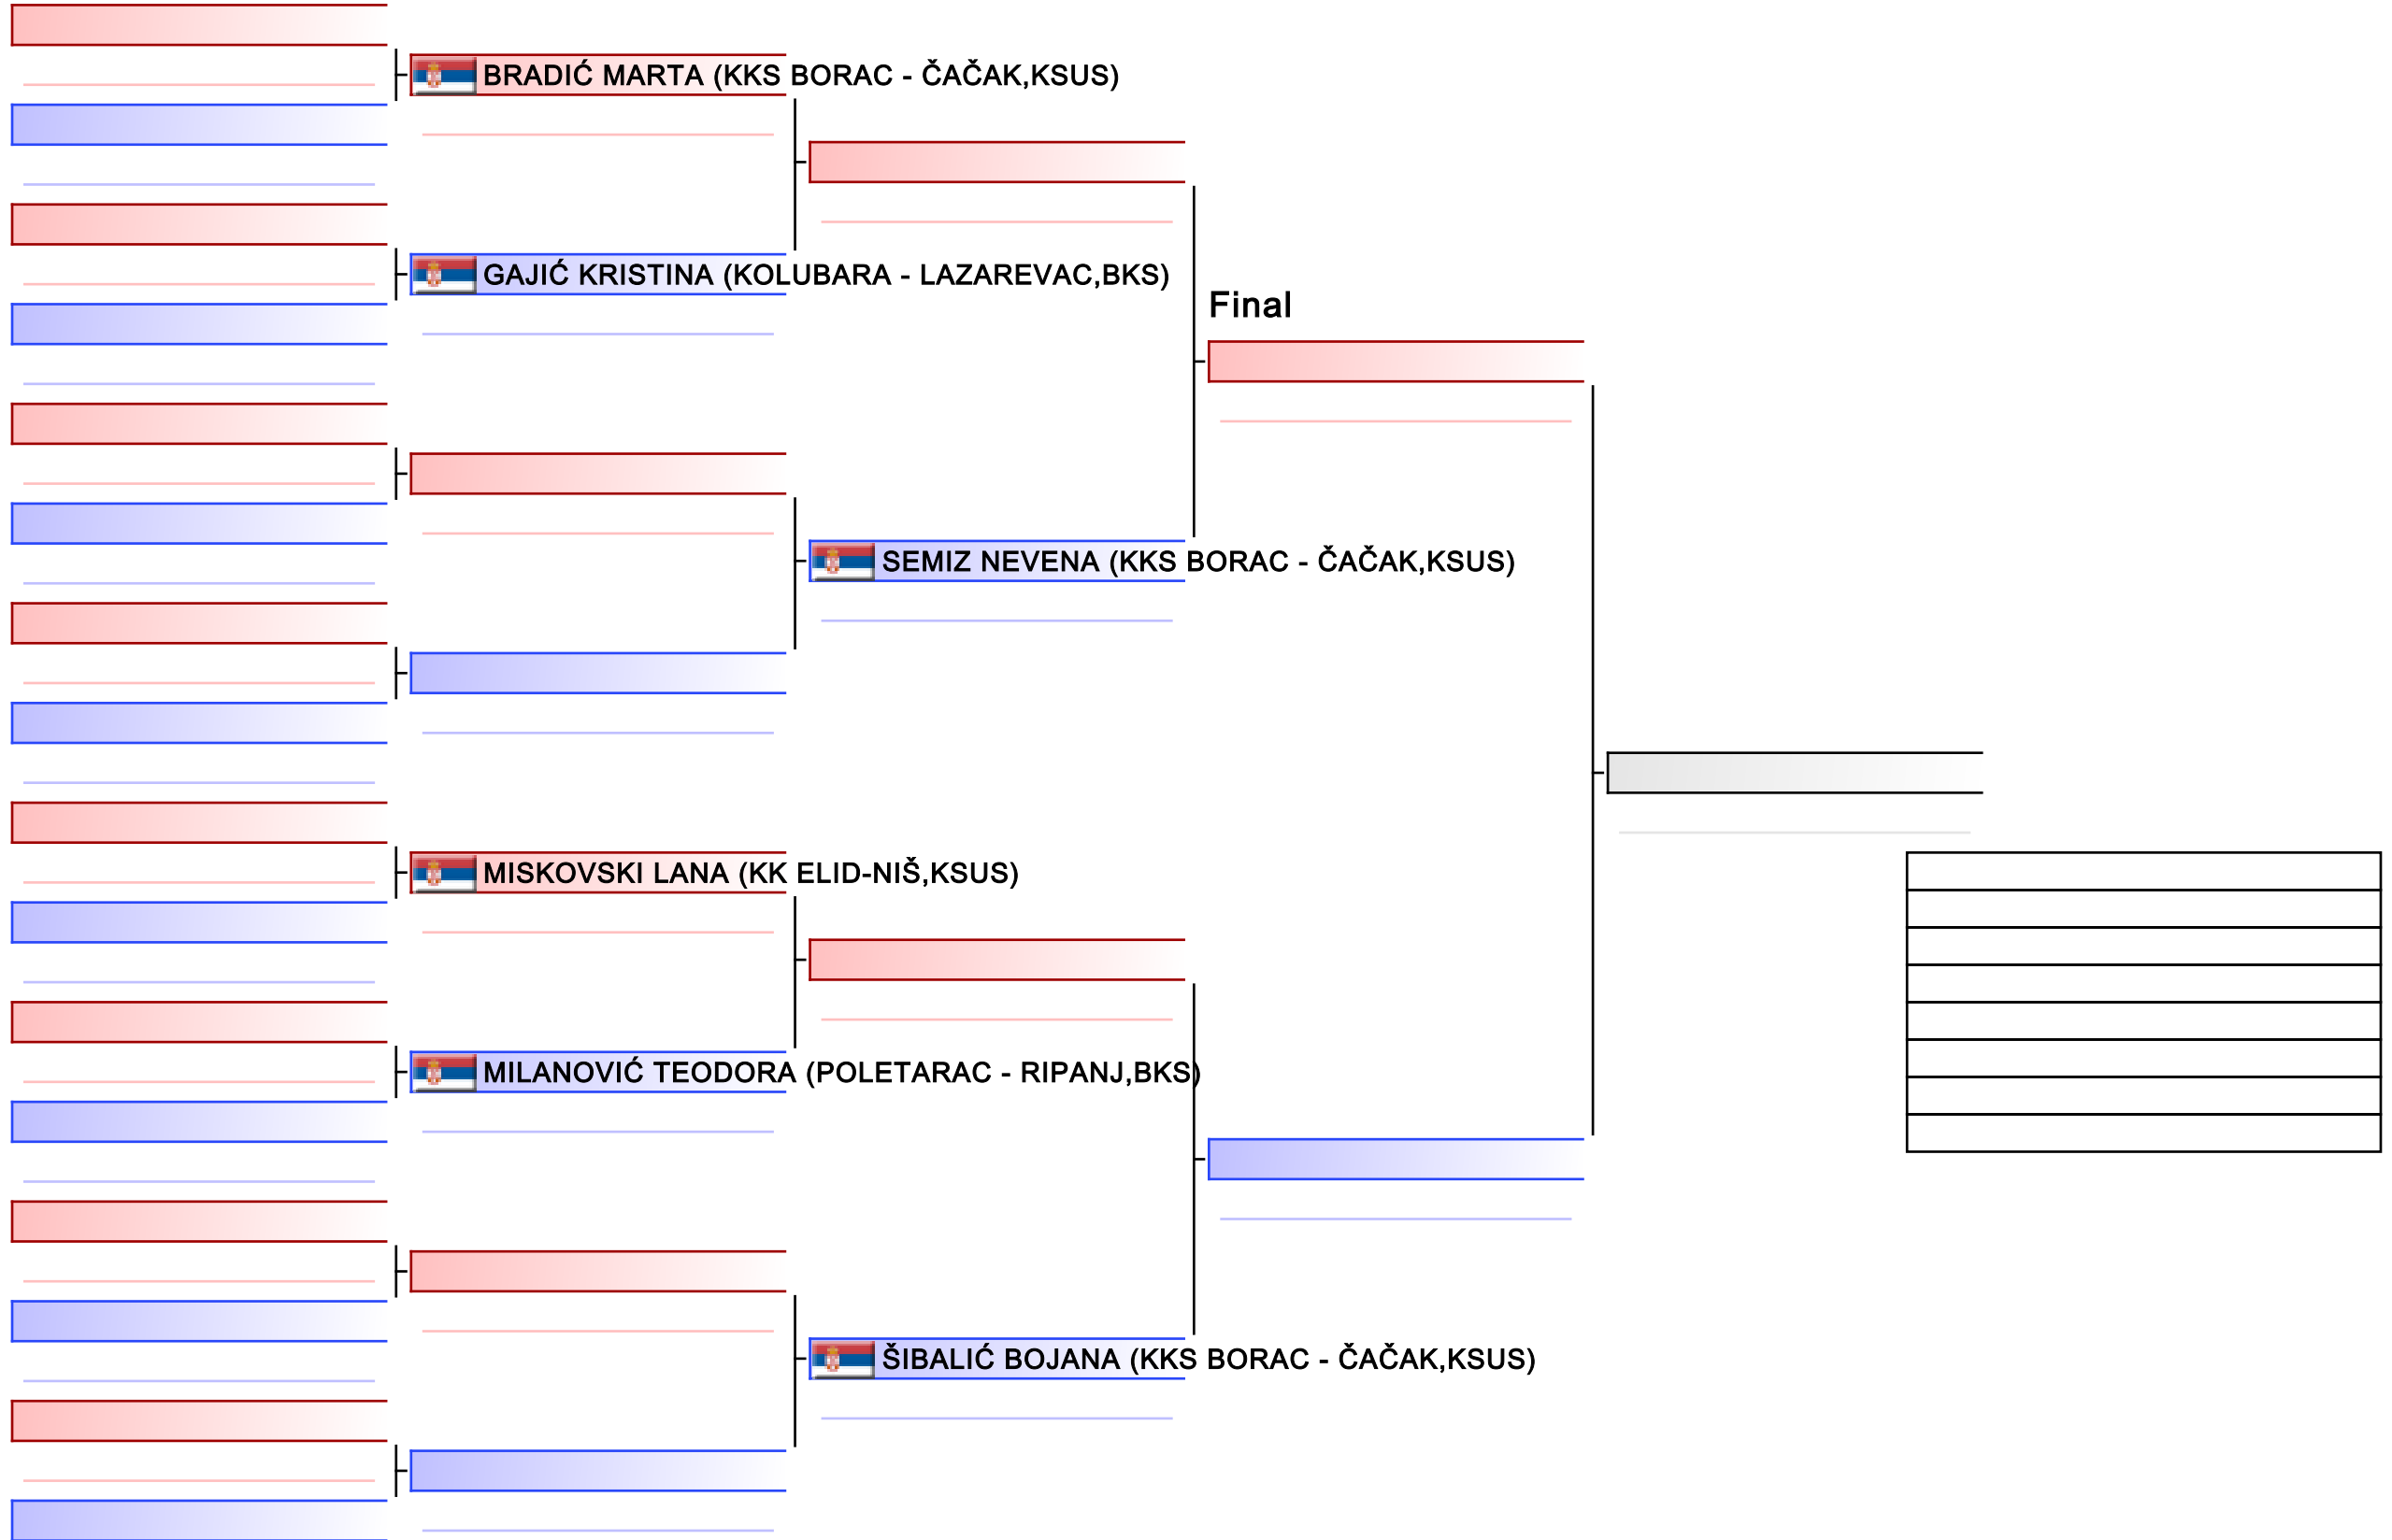 BRADIĆ MARTA (KKS BORAC - ČAČAK,KSUS)
GAJIĆ KRISTINA (KOLUBARA - LAZAREVAC,BKS)
Final
SEMIZ NEVENA (KKS BORAC - ČAČAK,KSUS)
MISKOVSKI LANA (KK ELID-NIŠ,KSUS)
MILANOVIĆ TEODORA (POLETARAC - RIPANJ,BKS)
ŠIBALIĆ BOJANA (KKS BORAC - ČAČAK,KSUS)